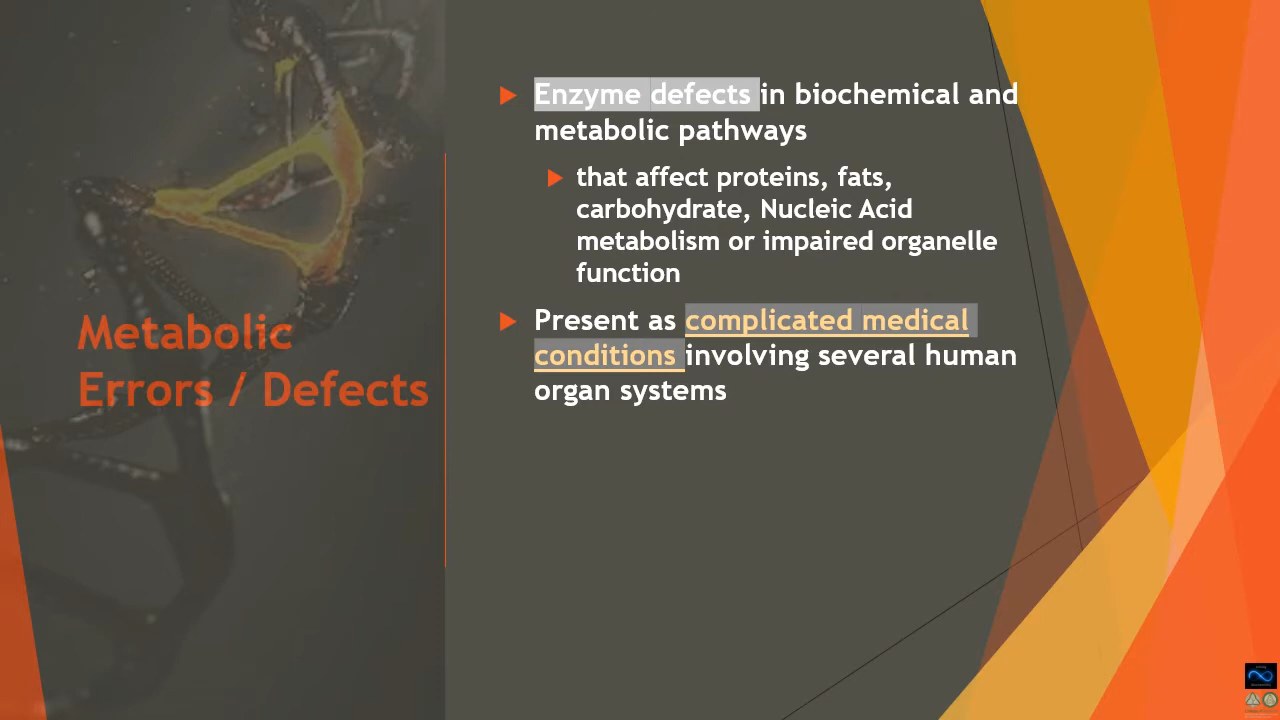 Metabolic
Errors / Defects
Enzyme defects in biochemical and
metabolic pathways
that affect proteins, fats,
carbohydrate, Nucleic Acid
metabolism or impaired organelle
function
Present as complicated medical
conditions involving several human
organ systems